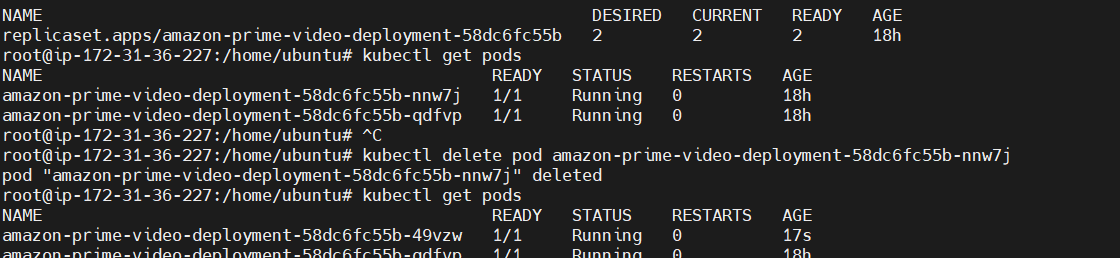 NAME DESIRED CURRENT READY AGE
replicaset.apps/amazon-prime-video-deployment-58dc6fc55b 2 2 2 18h
root@ip-172-31-36-227:/home/ubuntu# kubectl get pods
NAME READY STATUS RESTARTS AGE
amazon-prime-video-deployment-58dc6fc55b-nnw7j 1/1 Running 0 18h
amazon-prime-video-deployment-58dc6fc55b-qdfvp 1/1 Running 0 18h
root@ip-172-31-36-227:/home/ubuntu# ^C
root@ip-172-31-36-227:/home/ubuntu# kubectl delete pod amazon-prime-video-deployment-58dc6fc55b-nnw7j
pod "amazon-prime-video-deployment-58dc6fc55b-nnw7j" deleted
root@ip-172-31-36-227:/home/ubuntu# kubectl get pods
NAME READY STATUS RESTARTS AGE
amazon-prime-video-deployment-58dc6fc55b-49vzw 1/1 Running 0 17s
amazon-prime-video-deployment-58dc6fc55b-qdfvp 1/1 Running 0 18h